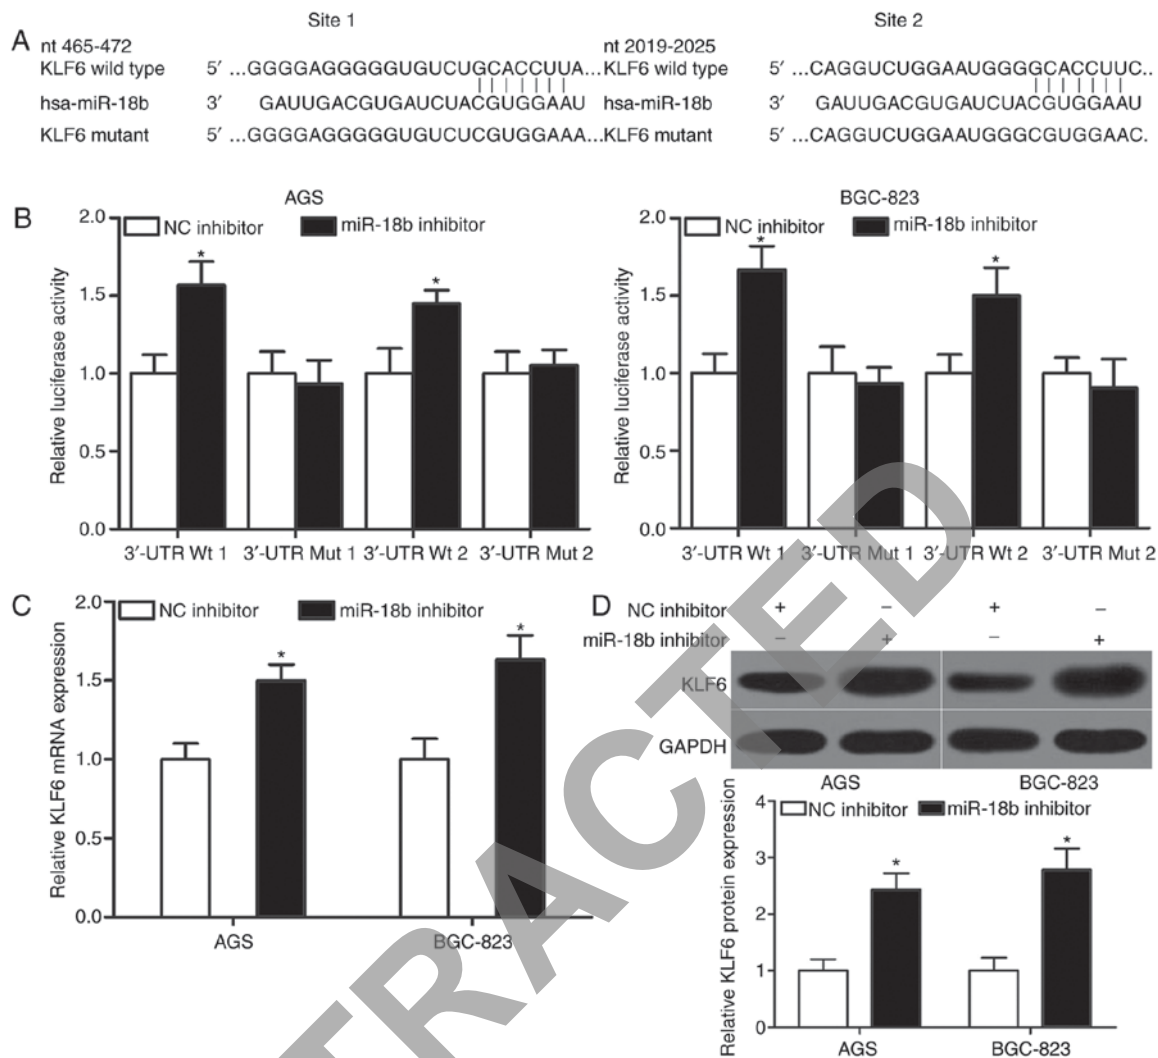 Site 1
Site 2
A
nt 465-472
nt 2019-2025
KLF6 wild type 5′ ...GGGGAGGGGGUGUCUGCACCUUA...
KLF6 wild type 5′ ...CAGGUCUGGAAUGGGGCACCUUC..
hsa-miR-18b 3′ GAUUGACGUGAUCUACGUGGAAU
hsa-miR-18b 3′ GAUUGACGUGAUCUACGUGGAAU
KLF6 mutant 5′ ...GGGGAGGGGGUGUCUCGUGGAAA...
KLF6 mutant 5′ ...CAGGUCUGGAAUGGGCGUGGAAC.
B
AGS
NC inhibitor
miR-18b inhibitor
Relative luciferase activity
2.0
1.5
1.0
0.5
0.0
*
*
3′-UTR Wt 1
3′-UTR Mut 1
3′-UTR Wt 2
3′-UTR Mut 2
BGC-823
NC inhibitor
miR-18b inhibitor
Relative luciferase activity
2.0
1.5
1.0
0.5
0.0
*
*
3′-UTR Wt 1
3′-UTR Mut 1
3′-UTR Wt 2
3′-UTR Mut 2
C
NC inhibitor
miR-18b inhibitor
Relative KLF6 mRNA expression
2.0
1.5
1.0
0.5
0.0
*
*
AGS
BGC-823
D
NC inhibitor + − + −
miR-18b inhibitor − + − +
KLF6
GAPDH
AGS
BGC-823
NC inhibitor
miR-18b inhibitor
Relative KLF6 protein expression
4
3
2
1
0
*
*
AGS
BGC-823
TRACTED